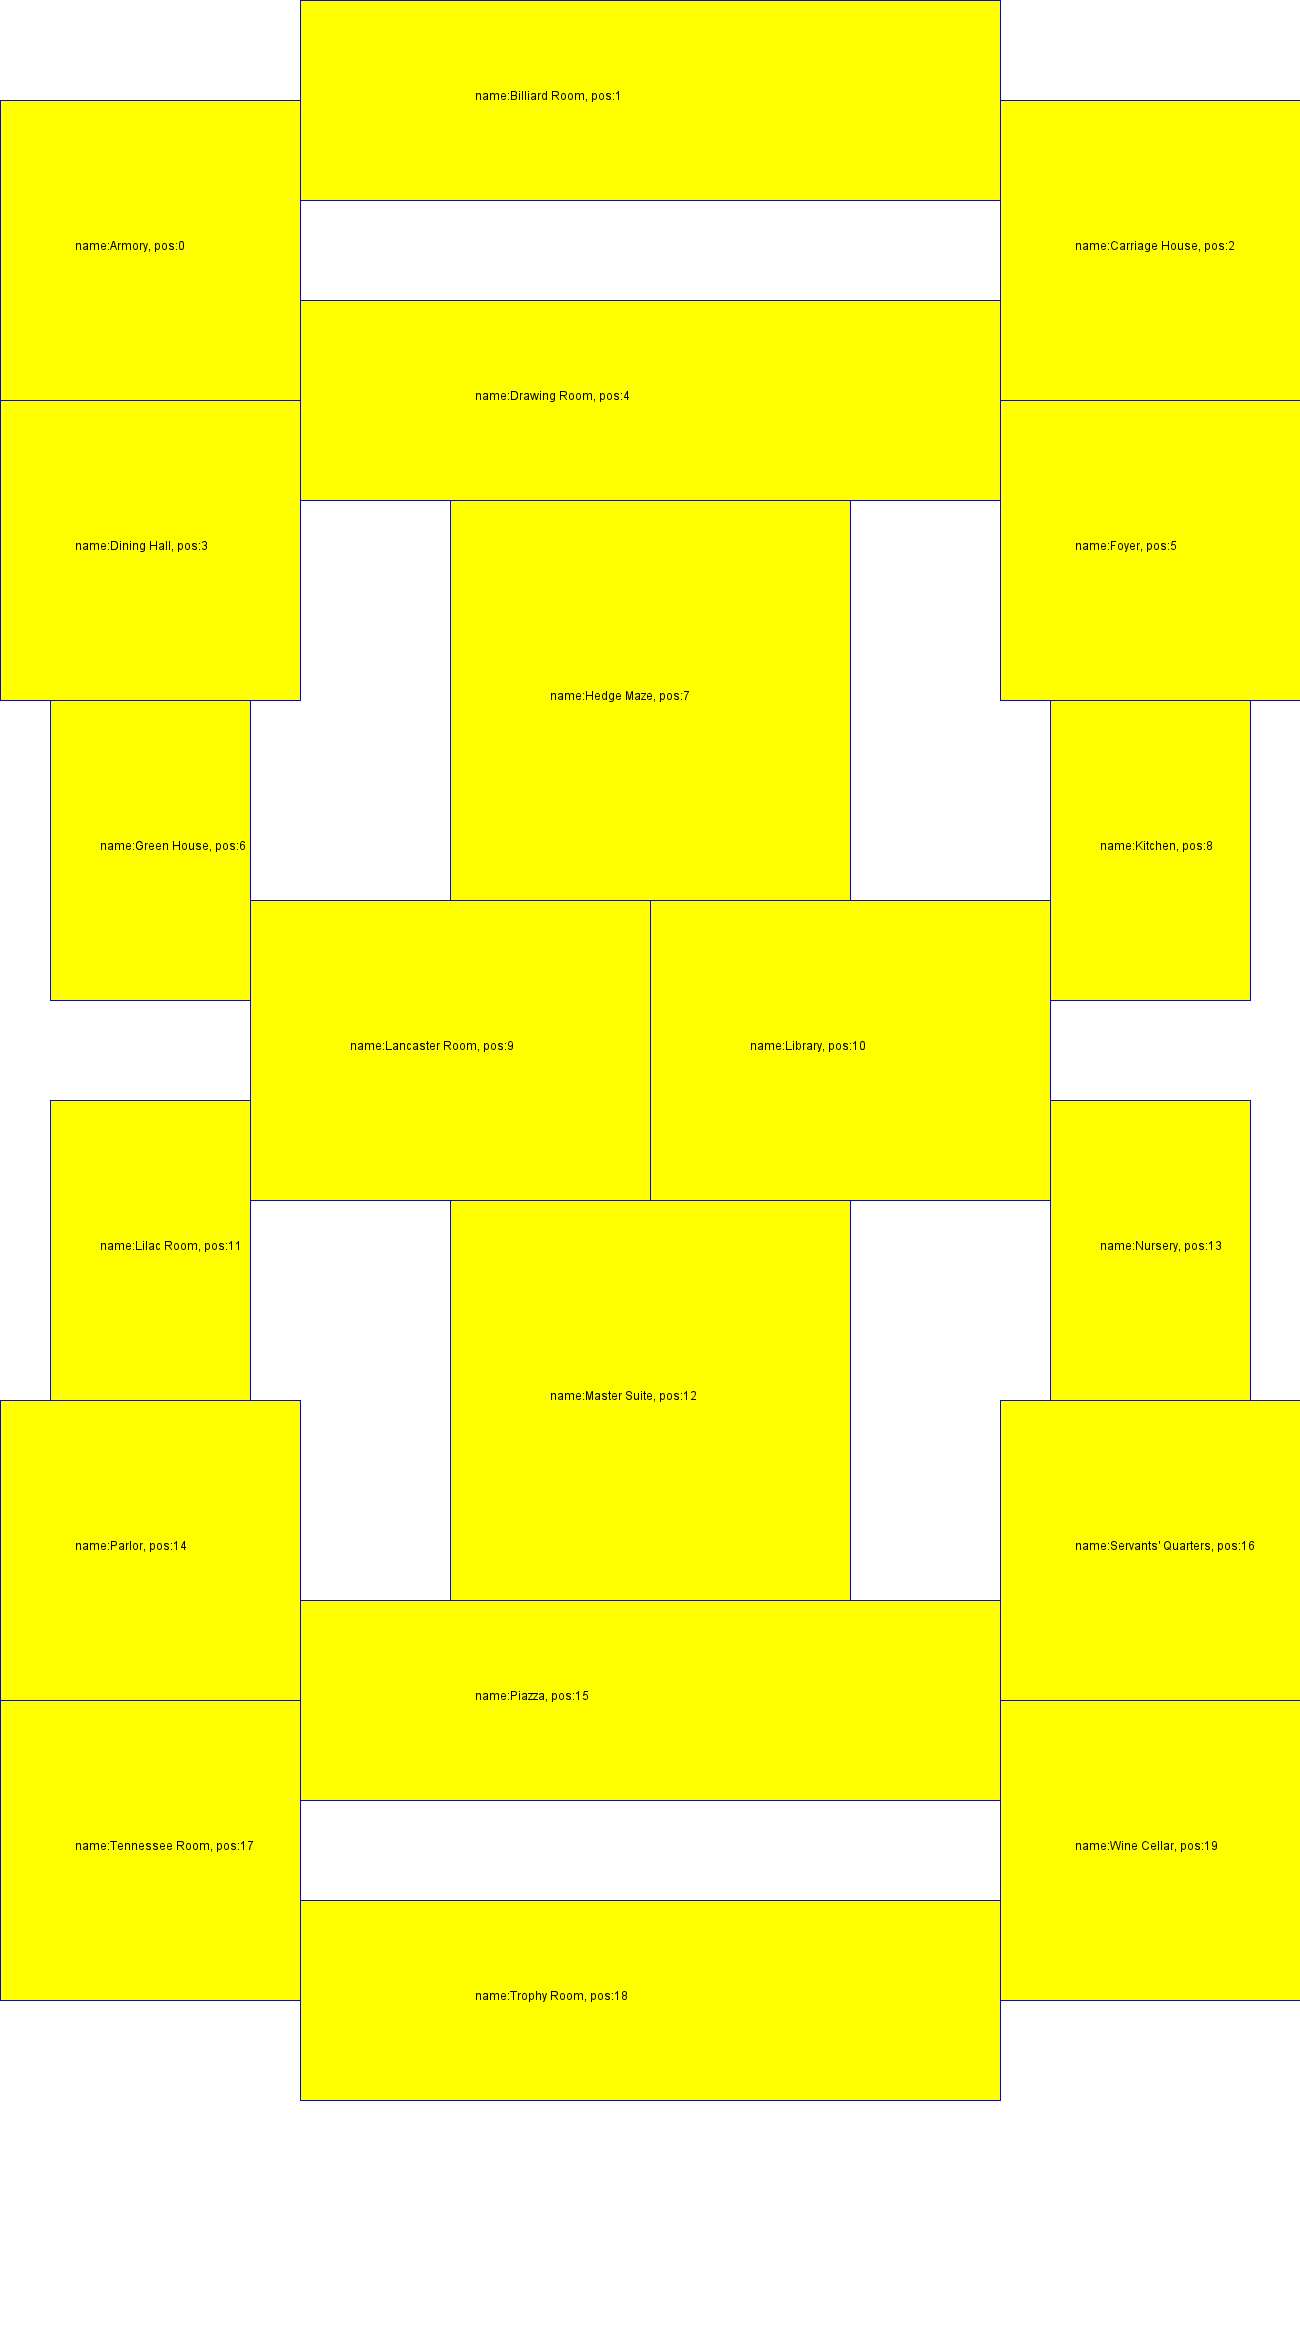 name:Billiard Room, pos:1
name:Armory, pos:0
name:Carriage House, pos:2
name:Drawing Room, pos:4
name:Dining Hall, pos:3
name:Foyer, pos:5
name:Hedge Maze, pos:7
name:Green House, pos:6
name:Kitchen, pos:8
name:Lancaster Room, pos:9
name:Library, pos:10
name:Lilac Room, pos:11
name:Nursery, pos:13
name:Master Suite, pos:12
name:Parlor, pos:14
name:Servants' Quarters, pos:16
name:Piazza, pos:15
name:Tennessee Room, pos:17
name:Wine Cellar, pos:19
name:Trophy Room, pos:18